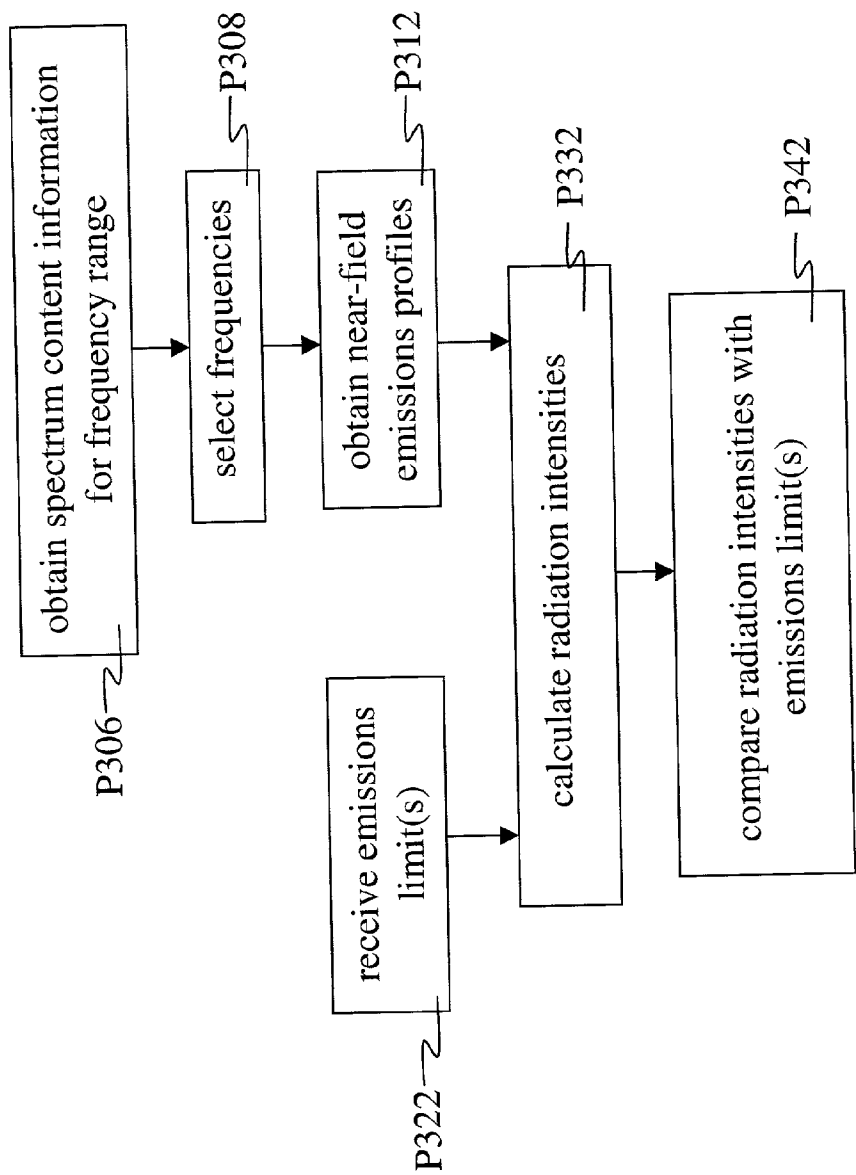 obtain spectrum content information
for frequency range
P306
select frequencies
P308
obtain near-field
emissions profiles
P312
receive emissions
limit(s)
P322
calculate radiation intensities
P332
compare radiation intensities with
emissions limit(s)
P342